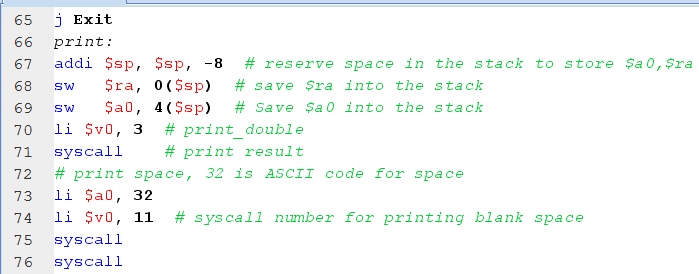 65 j Exit
66 print:
67 addi $sp, $sp, -8 # reserve space in the stack to store $a0,$ra
68 sw $ra, 0($sp) # save $ra into the stack
69 sw $a0, 4($sp) # Save $a0 into the stack
70 li $v0, 3 # print_double
71 syscall # print result
72 # print space, 32 is ASCII code for space
73 li $a0, 32
74 li $v0, 11 # syscall number for printing blank space
75 syscall
76 syscall